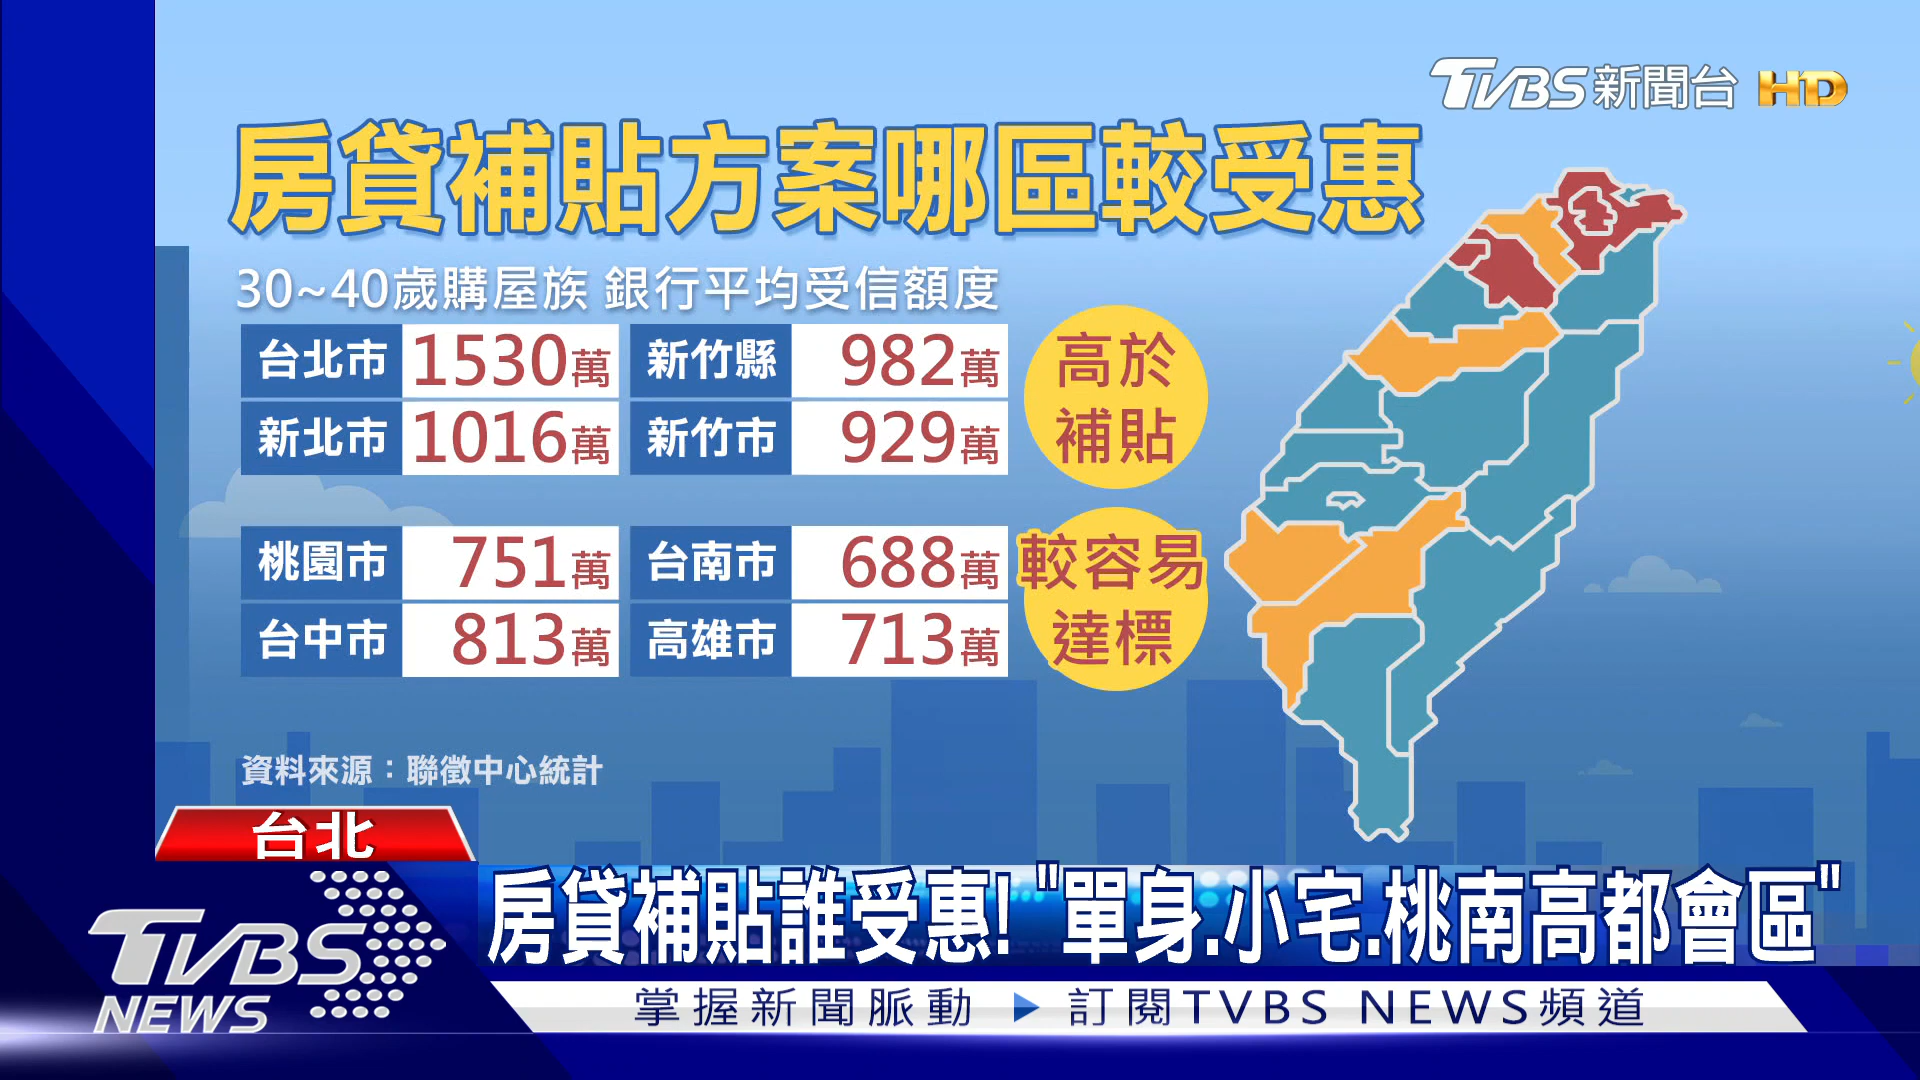 TVBS新聞台 HD
房貸補貼方案哪區較受惠
30~40歲購屋族 銀行平均受信額度
台北市 1530萬 新竹縣 982萬
新北市 1016萬 新竹市 929萬
高於
補貼
桃園市 751萬 台南市 688萬
台中市 813萬 高雄市 713萬
較容易
達標
資料來源：聯徵中心統計
台北
房貸補貼誰受惠! "單身.小宅.桃南高都會區"
TVBS
NEWS
掌握新聞脈動 ▶ 訂閱TVBS NEWS頻道